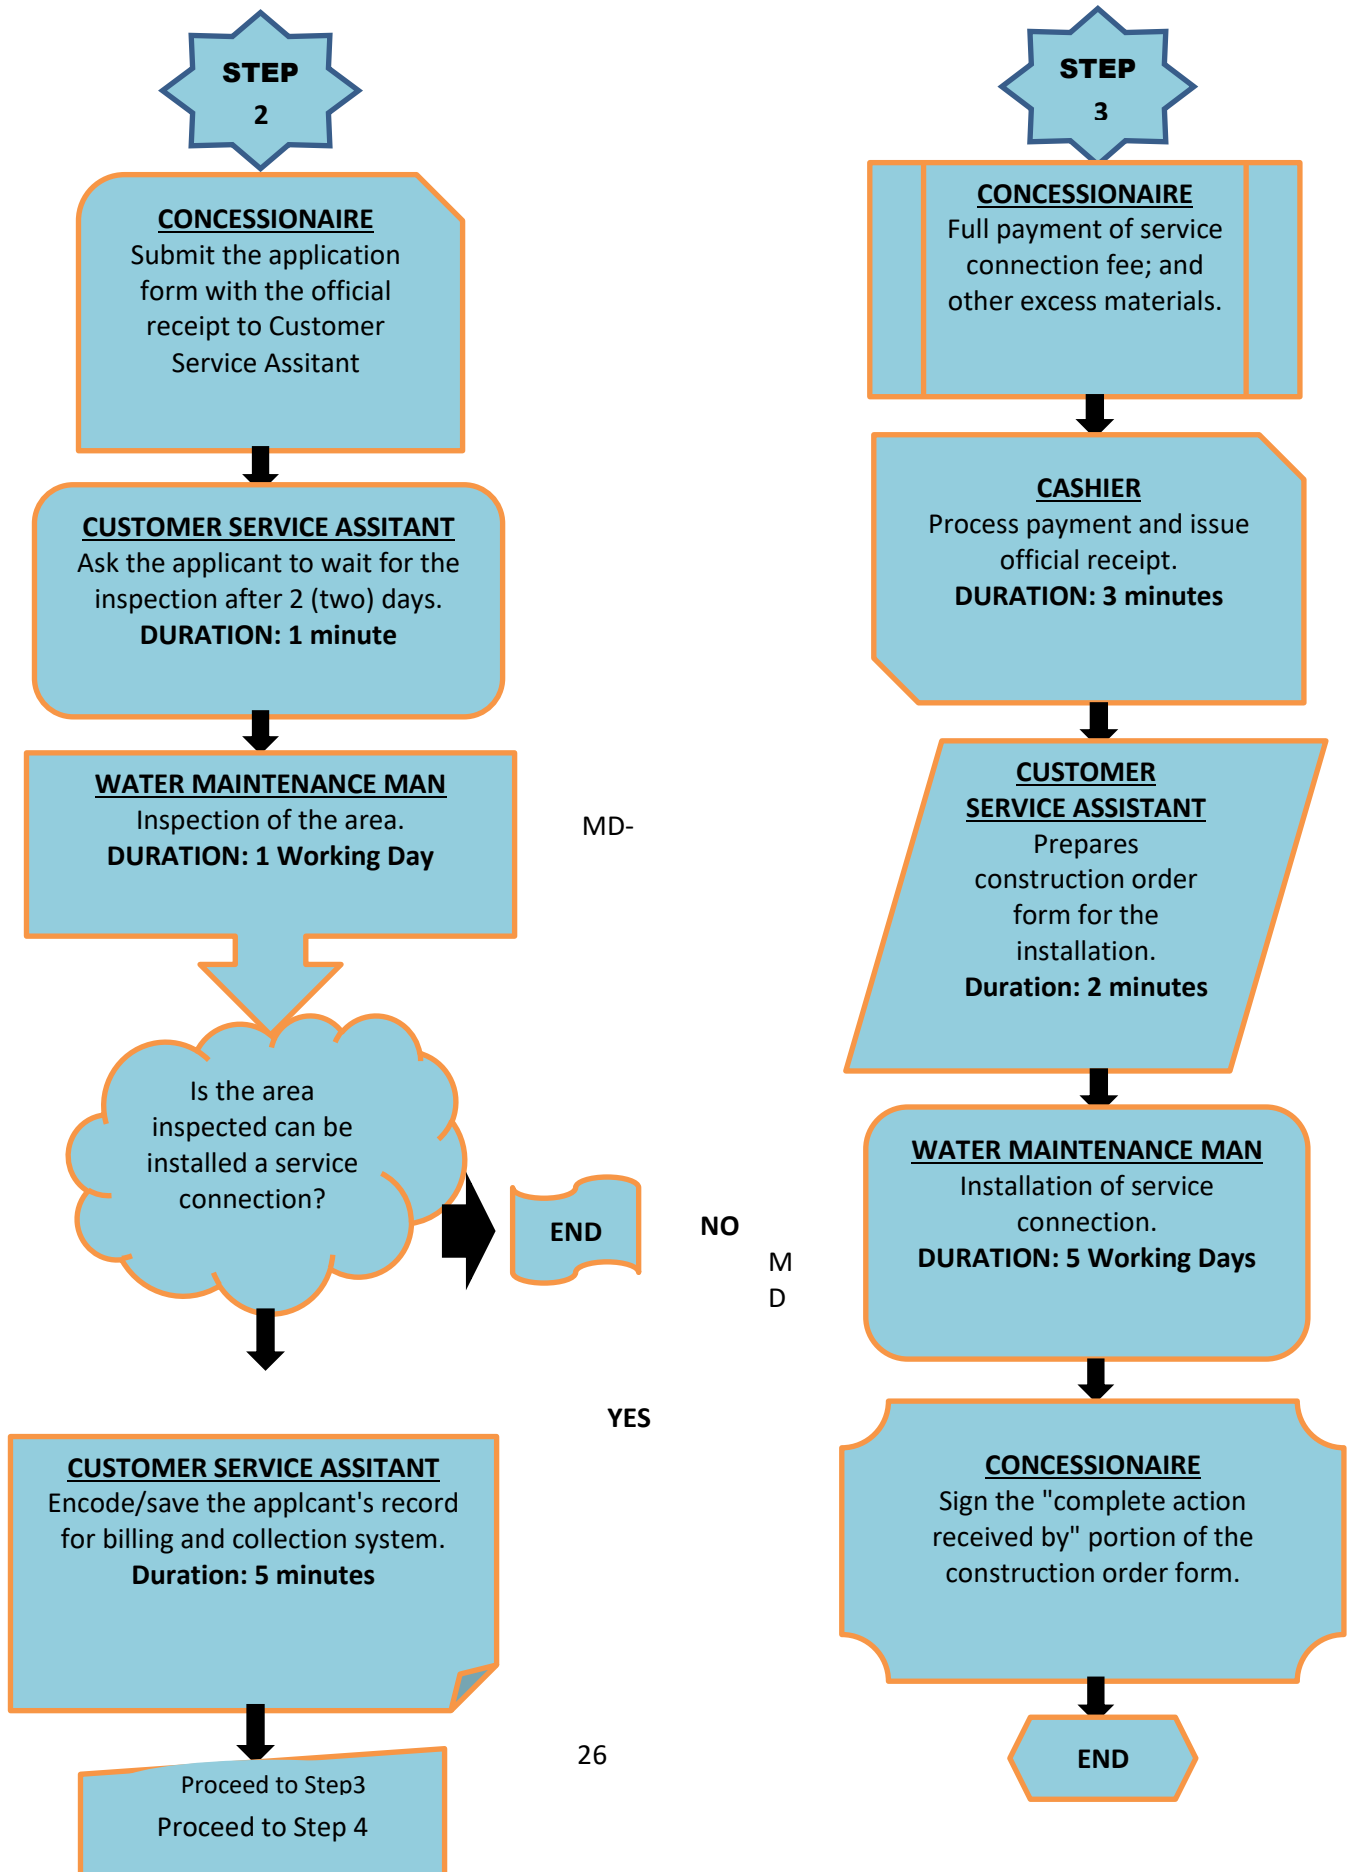 STEP
2
CONCESSIONAIRE
Submit the application
form with the official
receipt to Customer
Service Assitant
CUSTOMER SERVICE ASSITANT
Ask the applicant to wait for the
inspection after 2 (two) days.
DURATION: 1 minute
WATER MAINTENANCE MAN
Inspection of the area.
DURATION: 1 Working Day
MD-
Is the area
inspected can be
installed a service
connection?
END
NO
M
D
YES
CUSTOMER SERVICE ASSITANT
Encode/save the applcant's record
for billing and collection system.
Duration: 5 minutes
Proceed to Step3
Proceed to Step 4
26
STEP
3
CONCESSIONAIRE
Full payment of service
connection fee; and
other excess materials.
CASHIER
Process payment and issue
official receipt.
DURATION: 3 minutes
CUSTOMER
SERVICE ASSISTANT
Prepares
construction order
form for the
installation.
Duration: 2 minutes
WATER MAINTENANCE MAN
Installation of service
connection.
DURATION: 5 Working Days
CONCESSIONAIRE
Sign the "complete action
received by" portion of the
construction order form.
END